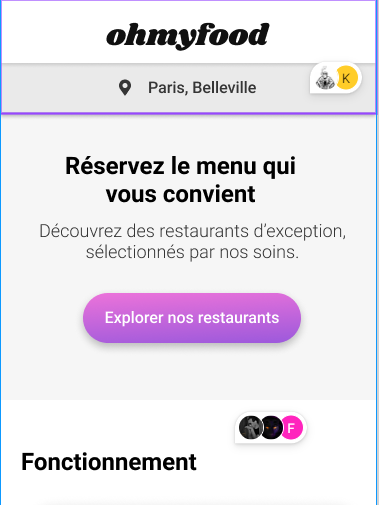 ohmyfood
Paris, Belleville
K
Réservez le menu qui
vous convient
Découvrez des restaurants d’exception,
sélectionnés par nos soins.
Explorer nos restaurants
F
Fonctionnement